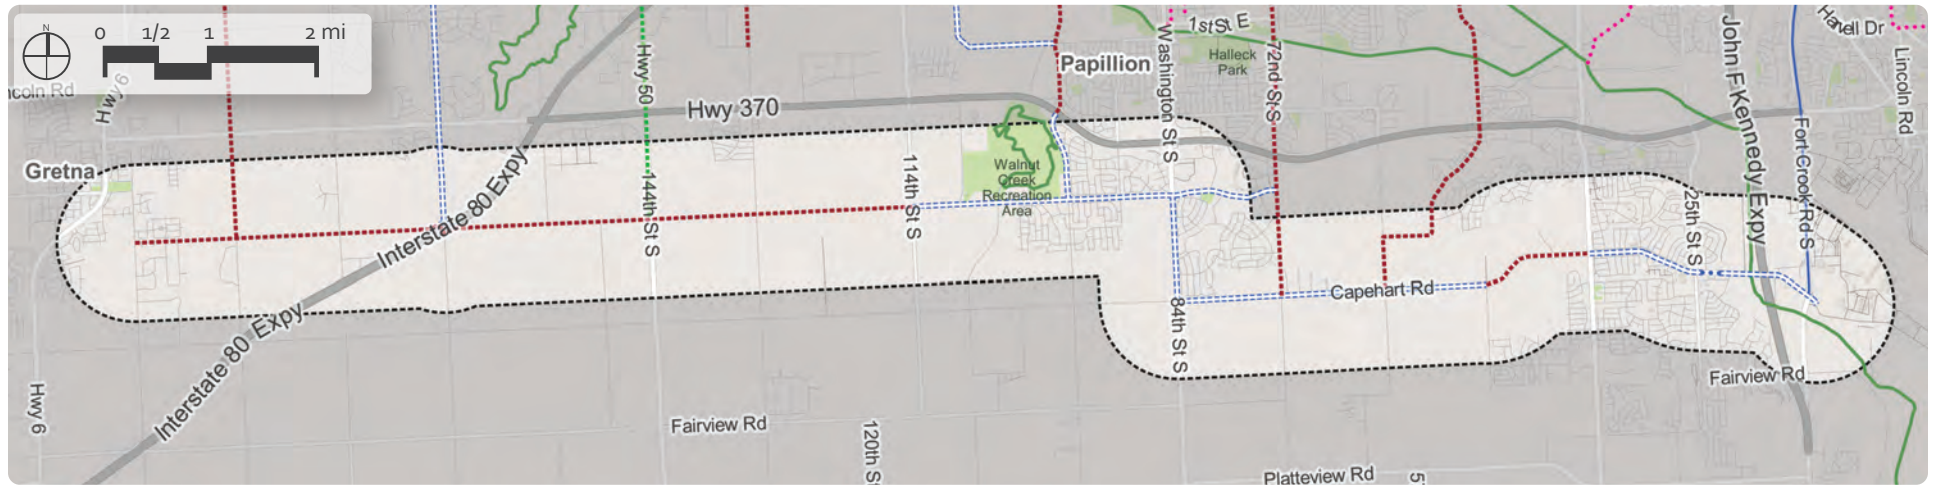 N
0 1/2 1 2 mi
1st St E
Halleck
Park
Washington St S
72nd St S
John F Kennedy Expy
Harvell Dr
Lincoln Rd
Papillion
Hwy 50
Hwy 370
Hwy 6
ncoln Rd
Fort Crook Rd S
Gretna
144th St S
114th St S
Walnut
Creek
Recreation
Area
Interstate 80 Expy
25th St S
Capehart Rd
84th St S
Interstate 80 Expy
Fairview Rd
Hwy 6
Fairview Rd
120th St
Platteview Rd
5